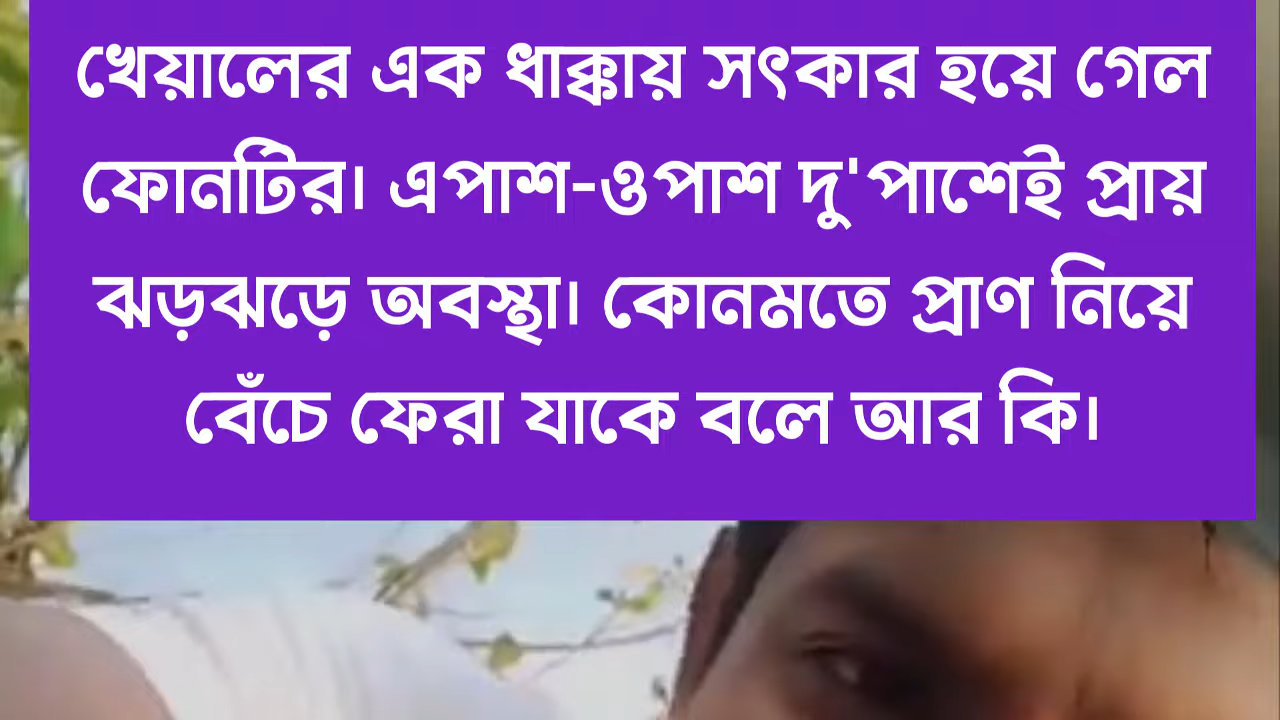 খেয়ালের এক ধাক্কায় সৎকার হয়ে গেল
ফোনটির। এপাশ-ওপাশ দু'পাশেই প্রায়
ঝড়ঝড়ে অবস্থা। কোনমতে প্রাণ নিয়ে
বেঁচে ফেরা যাকে বলে আর কি।